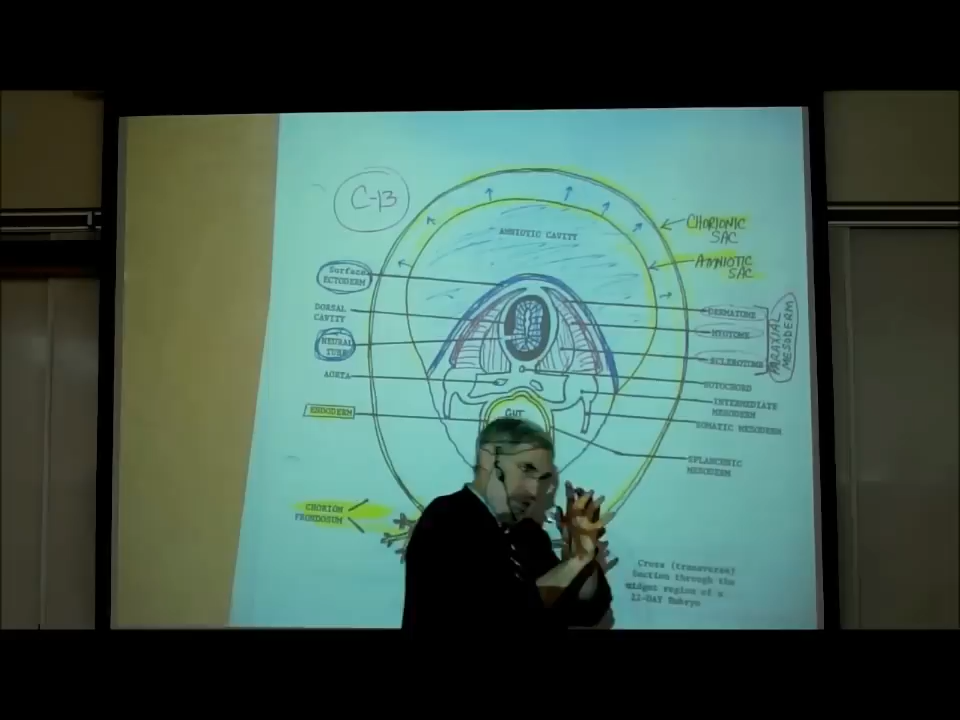 C-13
CHORIONIC
SAC
AMNIOTIC CAVITY
AMNIOTIC
SAC
Surface
ECTODERM
DORSAL
CAVITY
NEURAL
TUBE
AORTA
ENDODERM
GUT
DERMATOME
MYOTOME
SCLEROTOME
PARAXIAL
MESODERM
NOTOCHORD
INTERMEDIATE
MESODERM
SOMATIC MESODERM
SPLANCHNIC
MESODERM
CHORION
FRONDOSUM
Cross (transverse)
Section through the
midgut region of a
22-DAY Embryo